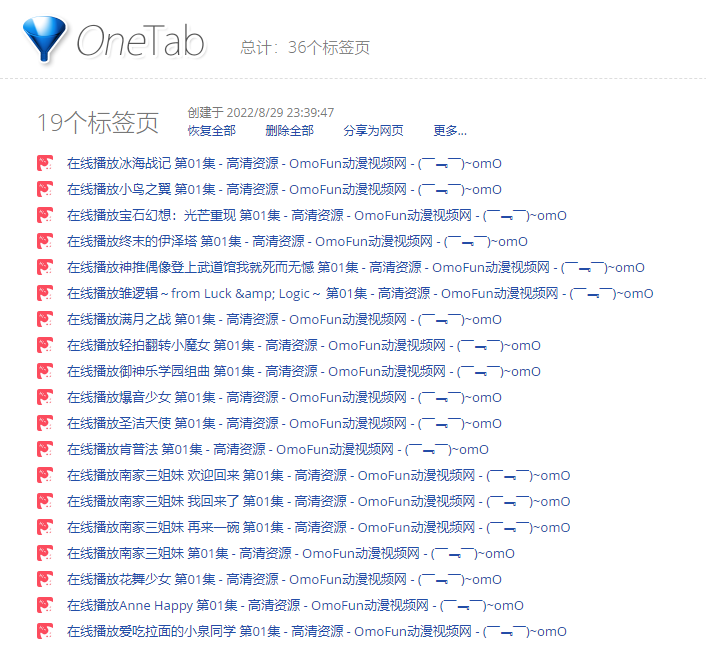 OneTab
总计：36个标签页
19个标签页
创建于 2022/8/29 23:39:47
恢复全部 删除全部 分享为网页 更多...
在线播放冰海战记 第01集 - 高清资源 - OmoFun动漫视频网 - (￣﹃￣)~omO
在线播放小鸟之翼 第01集 - 高清资源 - OmoFun动漫视频网 - (￣﹃￣)~omO
在线播放宝石幻想：光芒重现 第01集 - 高清资源 - OmoFun动漫视频网 - (￣﹃￣)~omO
在线播放终末的伊泽塔 第01集 - 高清资源 - OmoFun动漫视频网 - (￣﹃￣)~omO
在线播放神推偶像登上武道馆我就死而无憾 第01集 - 高清资源 - OmoFun动漫视频网 - (￣﹃￣)~omO
在线播放雏逻辑～from Luck &amp; Logic～ 第01集 - 高清资源 - OmoFun动漫视频网 - (￣﹃￣)~omO
在线播放满月之战 第01集 - 高清资源 - OmoFun动漫视频网 - (￣﹃￣)~omO
在线播放轻拍翻转小魔女 第01集 - 高清资源 - OmoFun动漫视频网 - (￣﹃￣)~omO
在线播放御神乐学园组曲 第01集 - 高清资源 - OmoFun动漫视频网 - (￣﹃￣)~omO
在线播放爆音少女 第01集 - 高清资源 - OmoFun动漫视频网 - (￣﹃￣)~omO
在线播放圣洁天使 第01集 - 高清资源 - OmoFun动漫视频网 - (￣﹃￣)~omO
在线播放肯普法 第01集 - 高清资源 - OmoFun动漫视频网 - (￣﹃￣)~omO
在线播放南家三姐妹 欢迎回来 第01集 - 高清资源 - OmoFun动漫视频网 - (￣﹃￣)~omO
在线播放南家三姐妹 我回来了 第01集 - 高清资源 - OmoFun动漫视频网 - (￣﹃￣)~omO
在线播放南家三姐妹 再来一碗 第01集 - 高清资源 - OmoFun动漫视频网 - (￣﹃￣)~omO
在线播放南家三姐妹 第01集 - 高清资源 - OmoFun动漫视频网 - (￣﹃￣)~omO
在线播放花舞少女 第01集 - 高清资源 - OmoFun动漫视频网 - (￣﹃￣)~omO
在线播放Anne Happy 第01集 - 高清资源 - OmoFun动漫视频网 - (￣﹃￣)~omO
在线播放爱吃拉面的小泉同学 第01集 - 高清资源 - OmoFun动漫视频网 - (￣﹃￣)~omO